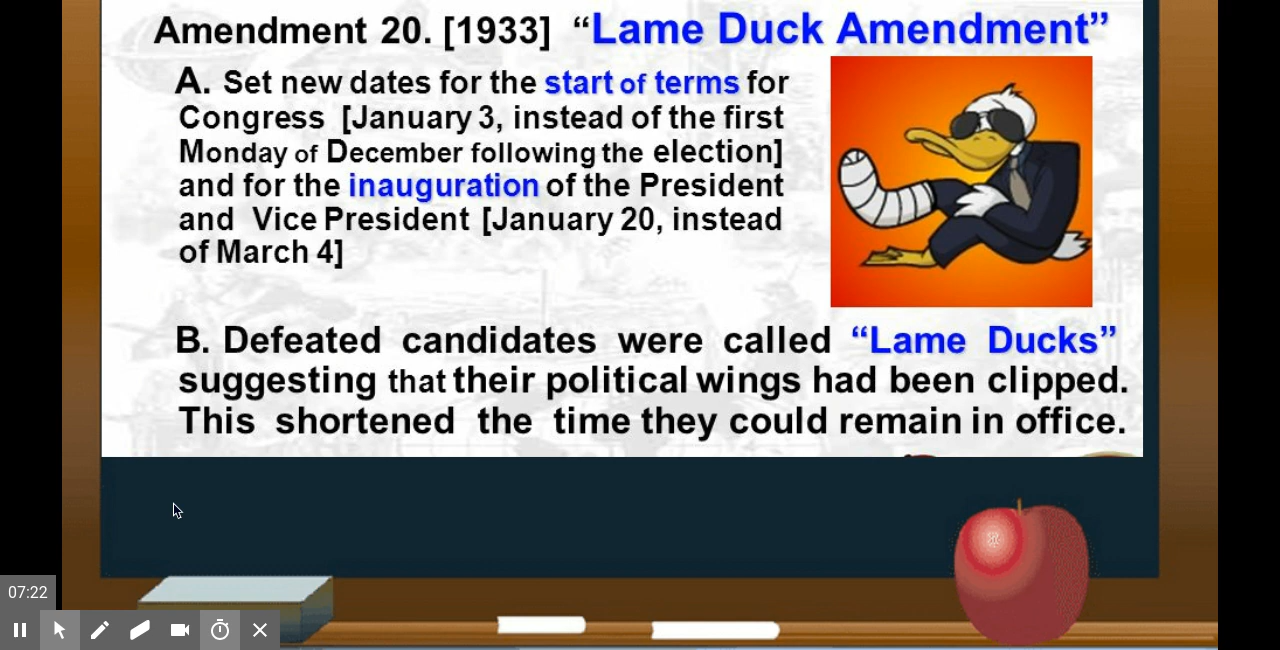 Amendment 20. [1933] “Lame Duck Amendment”
A. Set new dates for the start of terms for
Congress [January 3, instead of the first
Monday of December following the election]
and for the inauguration of the President
and Vice President [January 20, instead
of March 4]
B. Defeated candidates were called “Lame Ducks”
suggesting that their political wings had been clipped.
This shortened the time they could remain in office.
07:22